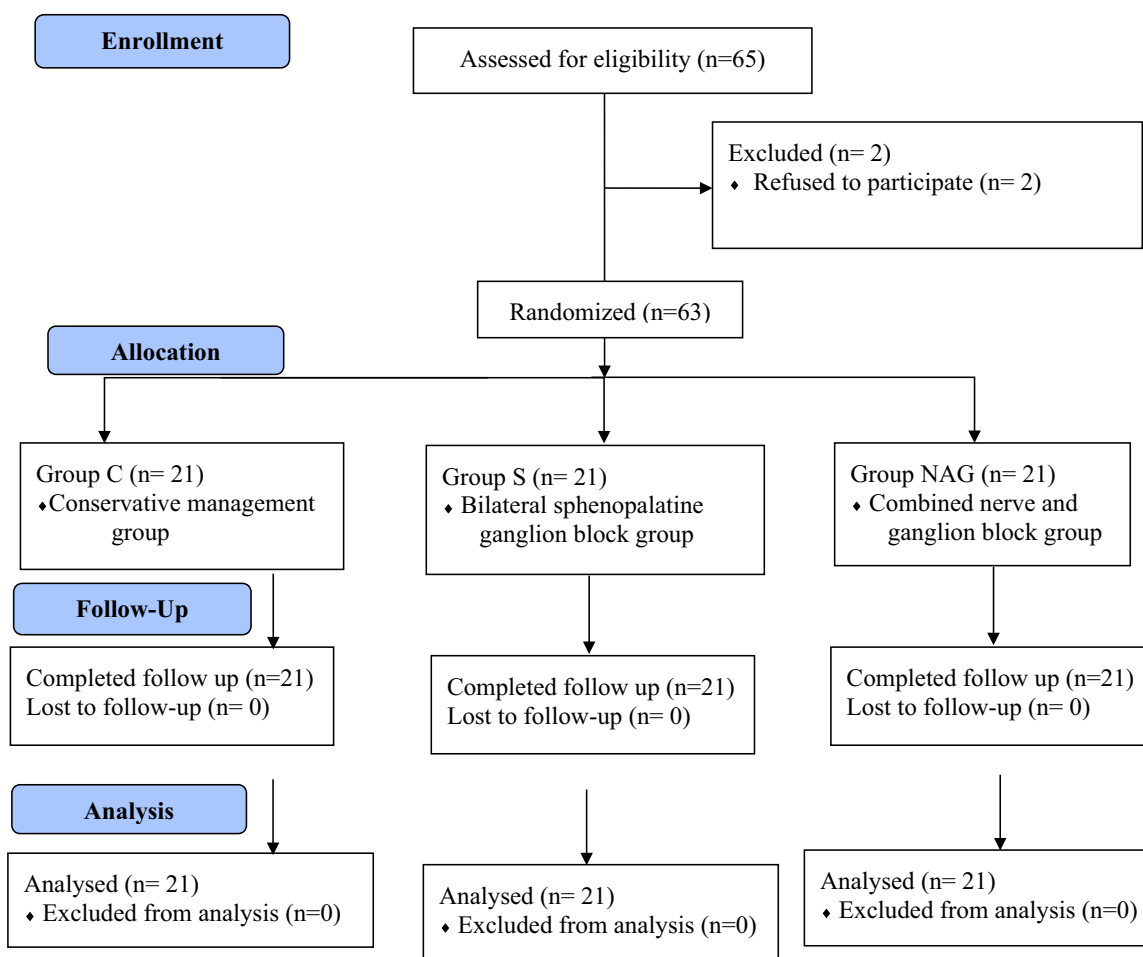 Enrollment
Assessed for eligibility (n=65)
Excluded (n= 2)
♦ Refused to participate (n= 2)
Randomized (n=63)
Allocation
Group C (n= 21)
♦Conservative management
group
Group S (n= 21)
♦ Bilateral sphenopalatine
ganglion block group
Group NAG (n= 21)
♦ Combined nerve and
ganglion block group
Follow-Up
Completed follow up (n=21)
Lost to follow-up (n= 0)
Completed follow up (n=21)
Lost to follow-up (n= 0)
Completed follow up (n=21)
Lost to follow-up (n= 0)
Analysis
Analysed (n= 21)
♦ Excluded from analysis (n=0)
Analysed (n= 21)
♦ Excluded from analysis (n=0)
Analysed (n= 21)
♦ Excluded from analysis (n=0)